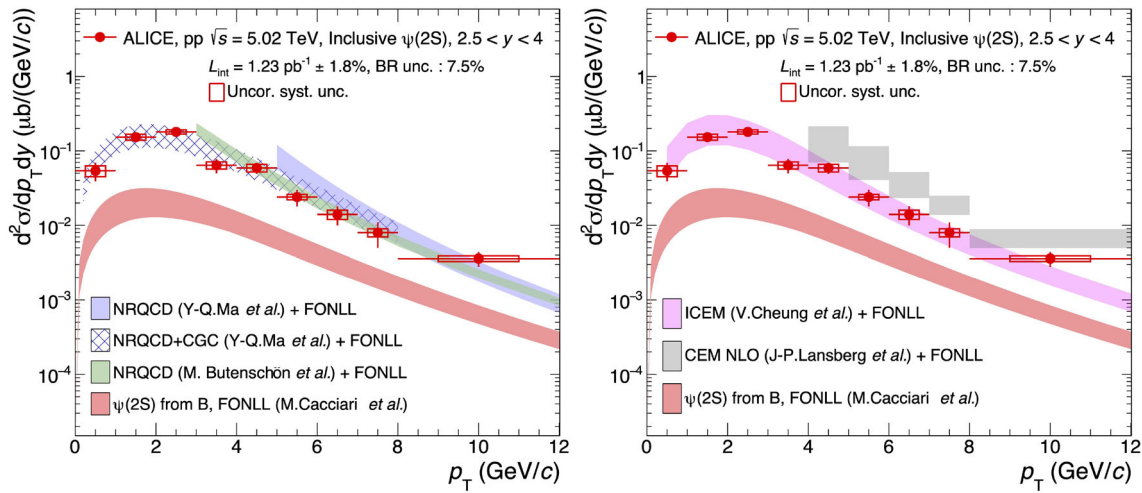 ALICE, pp √s = 5.02 TeV, Inclusive ψ(2S), 2.5 < y < 4
L_int = 1.23 pb⁻¹ ± 1.8%, BR unc. : 7.5%
Uncor. syst. unc.
d²σ/dp_T dy (μb/(GeV/c))
1
10⁻¹
10⁻²
10⁻³
10⁻⁴
NRQCD (Y-Q.Ma et al.) + FONLL
NRQCD+CGC (Y-Q.Ma et al.) + FONLL
NRQCD (M. Butenschön et al.) + FONLL
ψ(2S) from B, FONLL (M.Cacciari et al.)
0 2 4 6 8 10 12
p_T (GeV/c)
ALICE, pp √s = 5.02 TeV, Inclusive ψ(2S), 2.5 < y < 4
L_int = 1.23 pb⁻¹ ± 1.8%, BR unc. : 7.5%
Uncor. syst. unc.
d²σ/dp_T dy (μb/(GeV/c))
1
10⁻¹
10⁻²
10⁻³
10⁻⁴
ICEM (V.Cheung et al.) + FONLL
CEM NLO (J-P.Lansberg et al.) + FONLL
ψ(2S) from B, FONLL (M.Cacciari et al.)
0 2 4 6 8 10 12
p_T (GeV/c)